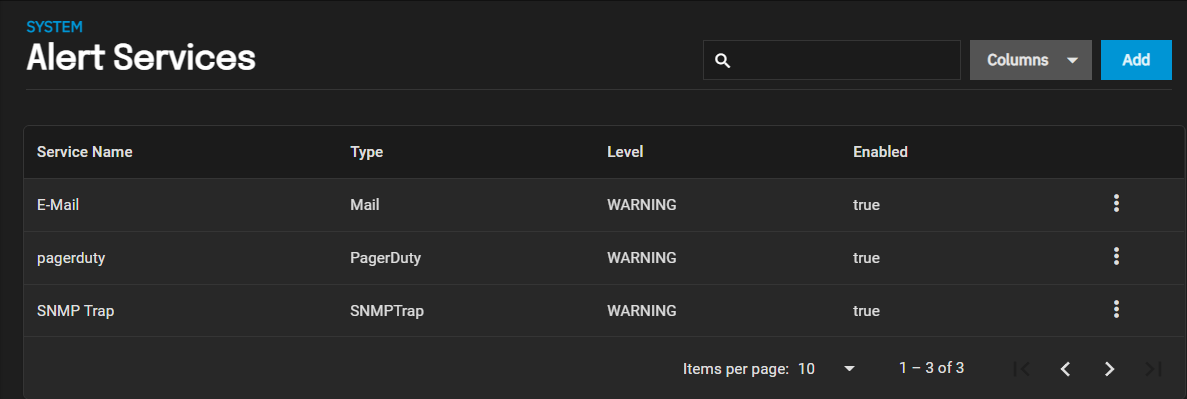 SYSTEM
Alert Services
Columns Add
Service Name Type Level Enabled
E-Mail Mail WARNING true
pagerduty PagerDuty WARNING true
SNMP Trap SNMPTrap WARNING true
Items per page: 10 1 – 3 of 3